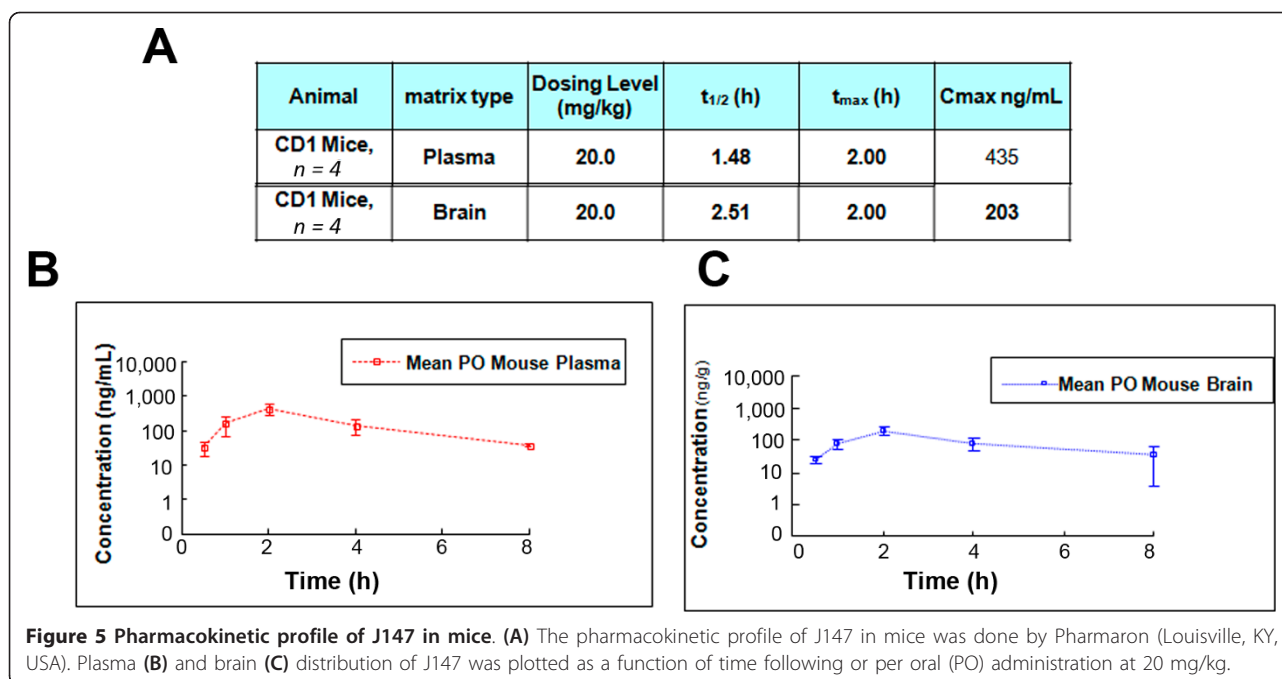 A
Animal matrix type Dosing Level (mg/kg) t1/2 (h) tmax (h) Cmax ng/mL
CD1 Mice, n = 4 Plasma 20.0 1.48 2.00 435
CD1 Mice, n = 4 Brain 20.0 2.51 2.00 203
B
Concentration (ng/mL)
10,000
1,000
100
10
1
0
0 2 4 6 8
Time (h)
Mean PO Mouse Plasma
C
Concentration(ng/g)
10,000
1,000
100
10
1
0
0 2 4 6 8
Time (h)
Mean PO Mouse Brain
Figure 5 Pharmacokinetic profile of J147 in mice. (A) The pharmacokinetic profile of J147 in mice was done by Pharmaron (Louisville, KY,
USA). Plasma (B) and brain (C) distribution of J147 was plotted as a function of time following or per oral (PO) administration at 20 mg/kg.